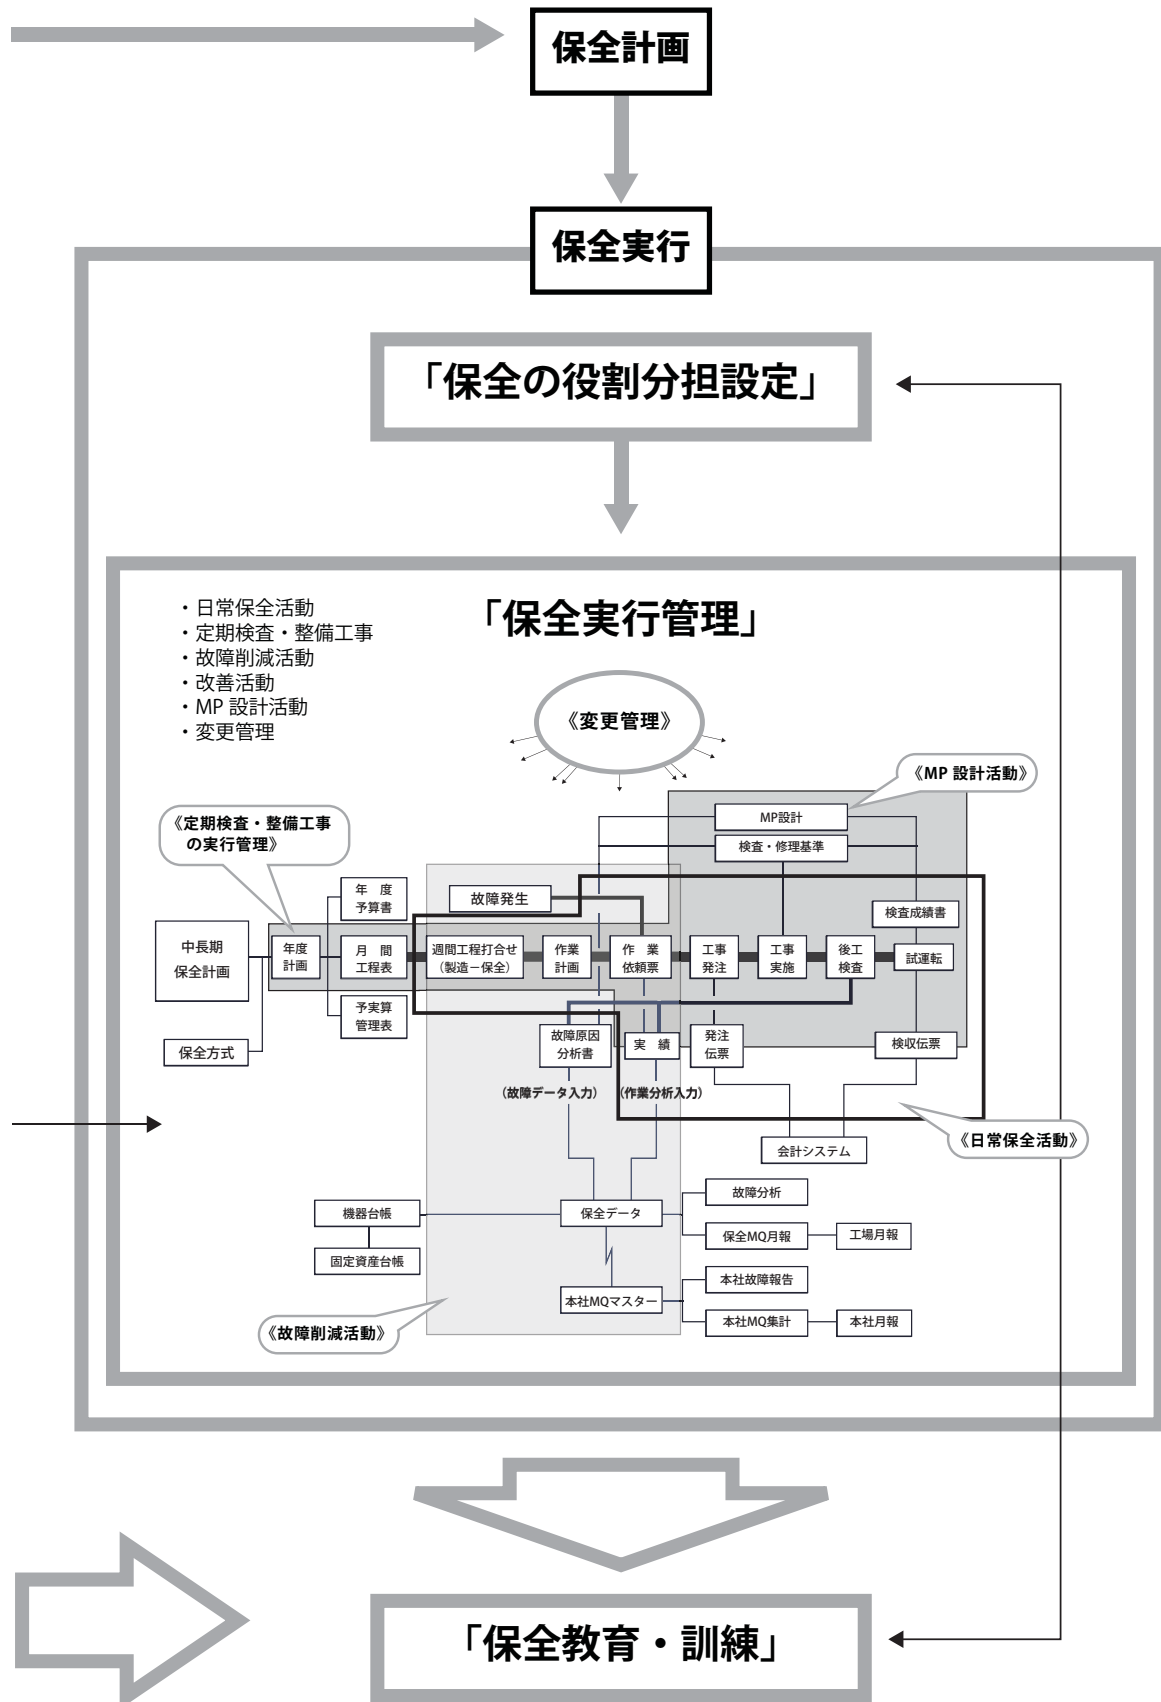 保全計画
保全実行
「保全の役割分担設定」
「保全実行管理」
・日常保全活動
・定期検査・整備工事
・故障削減活動
・改善活動
・MP 設計活動
・変更管理
《変更管理》
《MP 設計活動》
《定期検査・整備工事
の実行管理》
MP設計
検査・修理基準
年　度
予算書
故障発生
検査成績書
中長期
保全計画
年度
計画
月　間
工程表
週間工程打合せ
（製造－保全）
作業
計画
作　業
依頼票
工事
発注
工事
実施
後工
検査
試運転
予実算
管理表
保全方式
故障原因
分析書
実　績
発注
伝票
検収伝票
（故障データ入力）
（作業分析入力）
《日常保全活動》
会計システム
機器台帳
保全データ
故障分析
保全MQ月報
工場月報
固定資産台帳
本社MQマスター
本社故障報告
本社MQ集計
本社月報
《故障削減活動》
「保全教育・訓練」